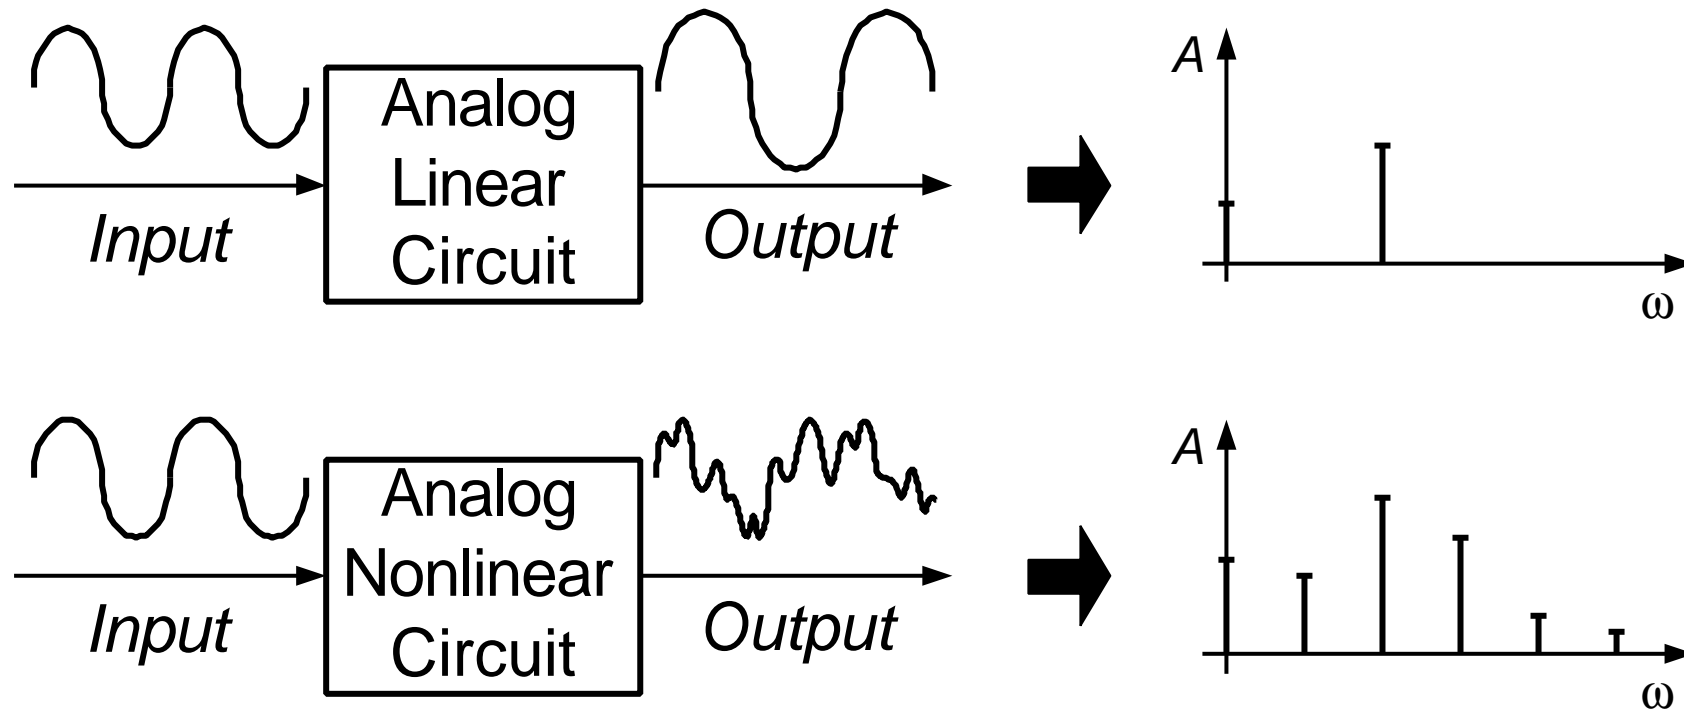 Analog
Linear
Circuit
Input
Output
A
ω
Analog
Nonlinear
Circuit
Input
Output
A
ω